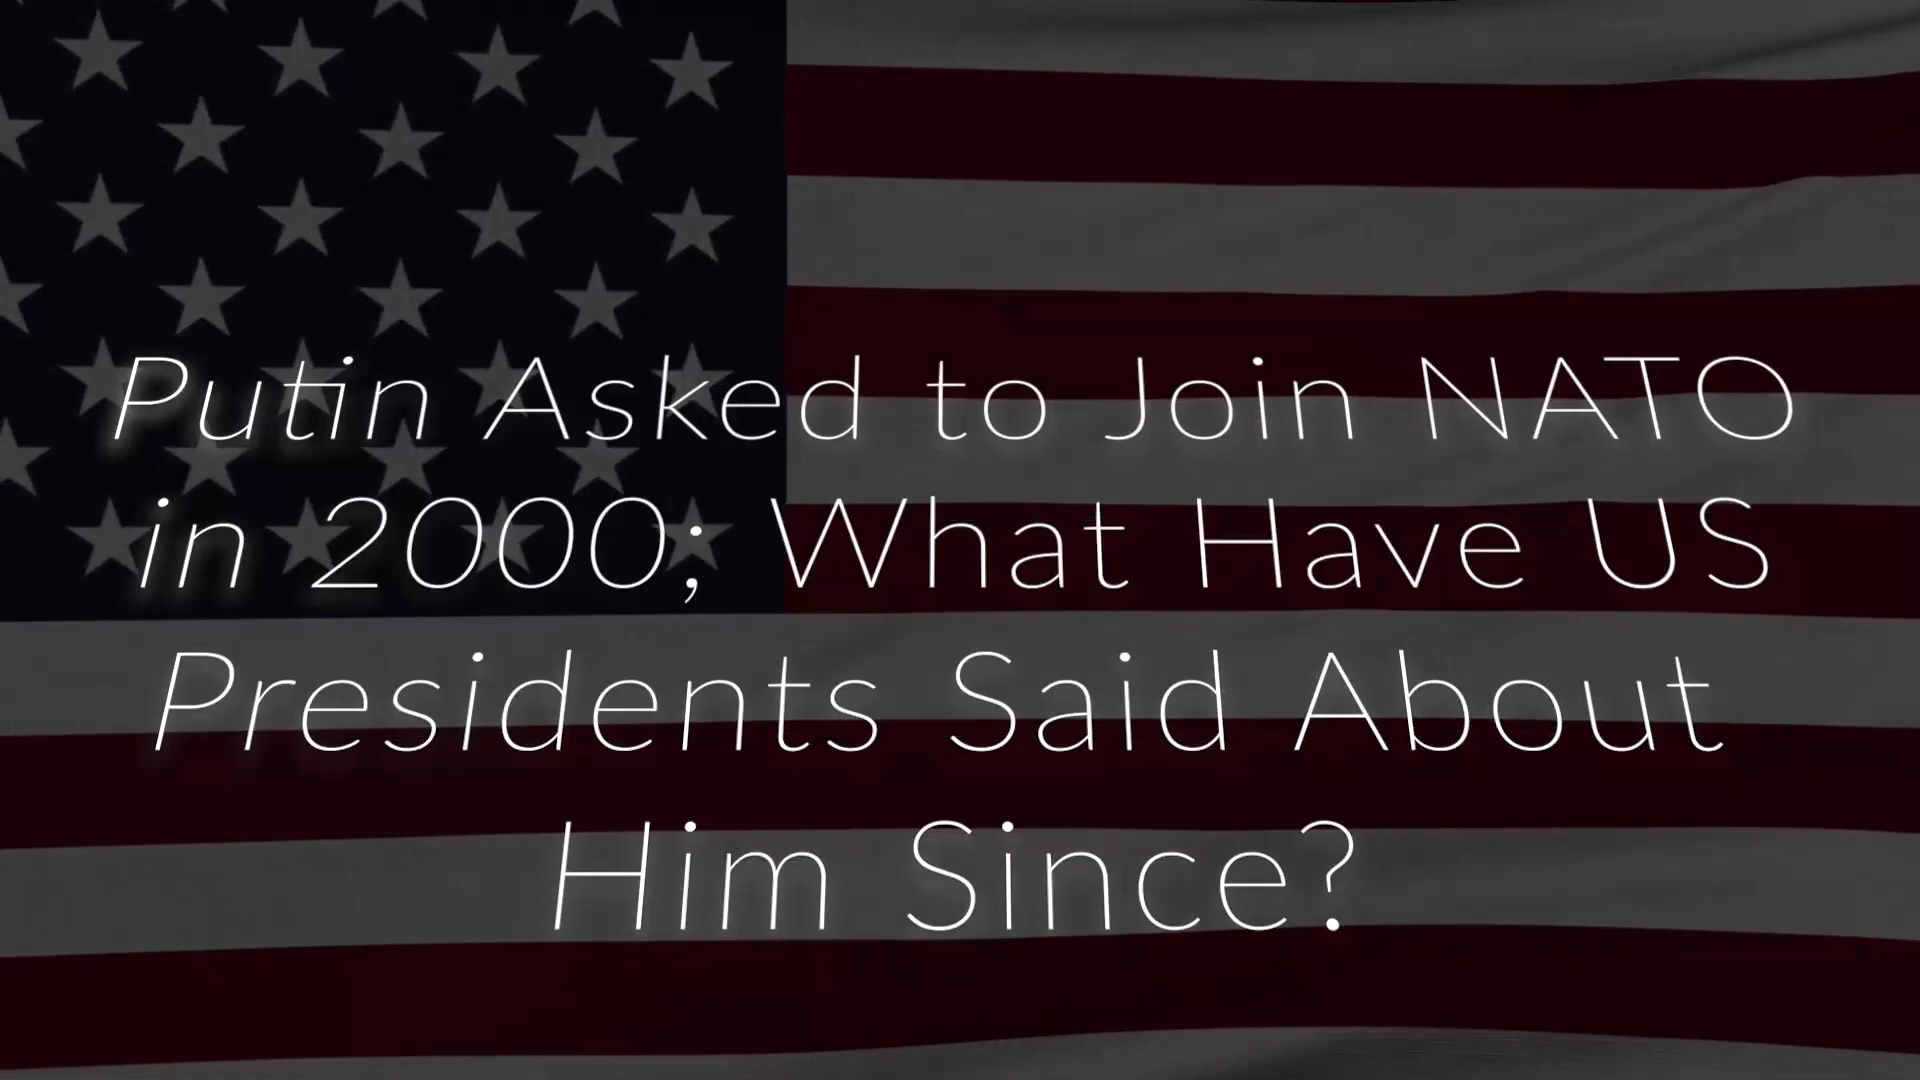 Putin Asked to Join NATO
in 2000; What Have US
Presidents Said About
Him Since?